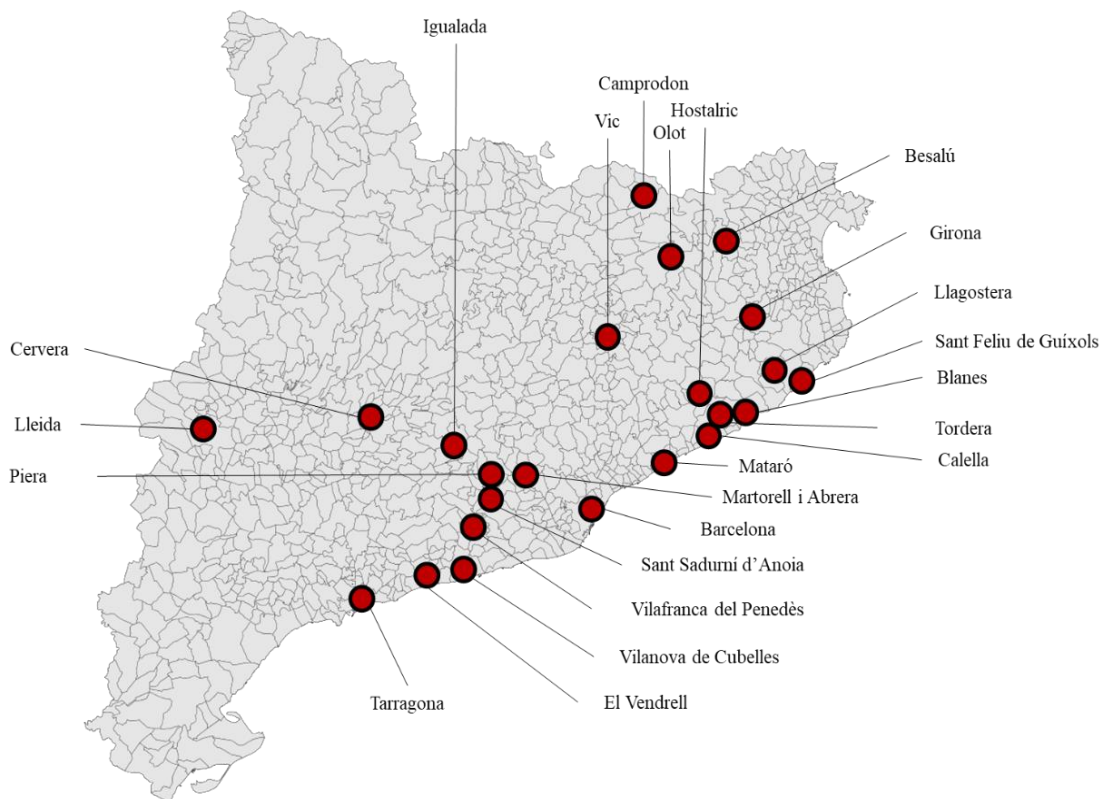 Igualada
Camprodon
Hostalric
Vic
Olot
Besalú
Girona
Llagostera
Sant Feliu de Guíxols
Cervera
Blanes
Lleida
Tordera
Calella
Mataró
Piera
Martorell i Abrera
Barcelona
Sant Sadurní d’Anoia
Vilafranca del Penedès
Vilanova de Cubelles
Tarragona
El Vendrell